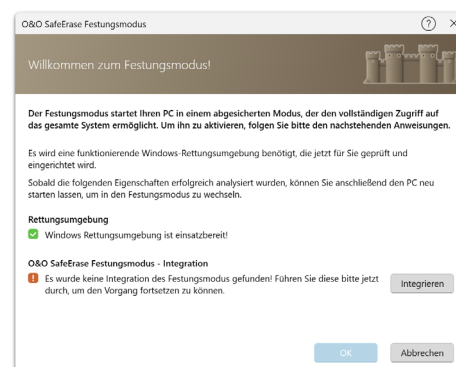 O&O SafeErase Festungsmodus
Willkommen zum Festungsmodus!
Der Festungsmodus startet Ihren PC in einem abgesicherten Modus, der den vollständigen Zugriff auf
das gesamte System ermöglicht. Um ihn zu aktivieren, folgen Sie bitte den nachstehenden Anweisungen.
Es wird eine funktionierende Windows-Rettungsumgebung benötigt, die jetzt für Sie geprüft und
eingerichtet wird.
Sobald die folgenden Eigenschaften erfolgreich analysiert wurden, können Sie anschließend den PC neu
starten lassen, um in den Festungsmodus zu wechseln.
Rettungsumgebung
Windows Rettungsumgebung ist einsatzbereit!
O&O SafeErase Festungsmodus - Integration
Es wurde keine Integration des Festungsmodus gefunden! Führen Sie diese bitte jetzt
durch, um den Vorgang fortsetzen zu können.
Integrieren
OK
Abbrechen